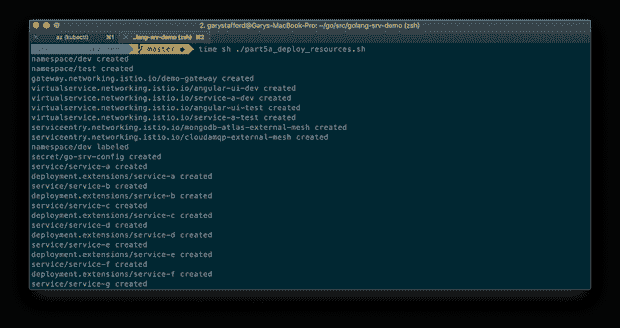 2. garystafford@Garys-MacBook-Pro: ~/go/src/golang-srv-demo (zsh)
az (kubectl) ⌘1 ..lang-srv-demo (zsh) ⌘2
master time sh ./part5a_deploy_resources.sh
namespace/dev created
namespace/test created
gateway.networking.istio.io/demo-gateway created
virtualservice.networking.istio.io/angular-ui-dev created
virtualservice.networking.istio.io/service-a-dev created
virtualservice.networking.istio.io/angular-ui-test created
virtualservice.networking.istio.io/service-a-test created
serviceentry.networking.istio.io/mongodb-atlas-external-mesh created
serviceentry.networking.istio.io/cloudamqp-external-mesh created
namespace/dev labeled
secret/go-srv-config created
service/service-a created
deployment.extensions/service-a created
service/service-b created
deployment.extensions/service-b created
service/service-c created
deployment.extensions/service-c created
service/service-d created
deployment.extensions/service-d created
service/service-e created
deployment.extensions/service-e created
service/service-f created
deployment.extensions/service-f created
service/service-g created